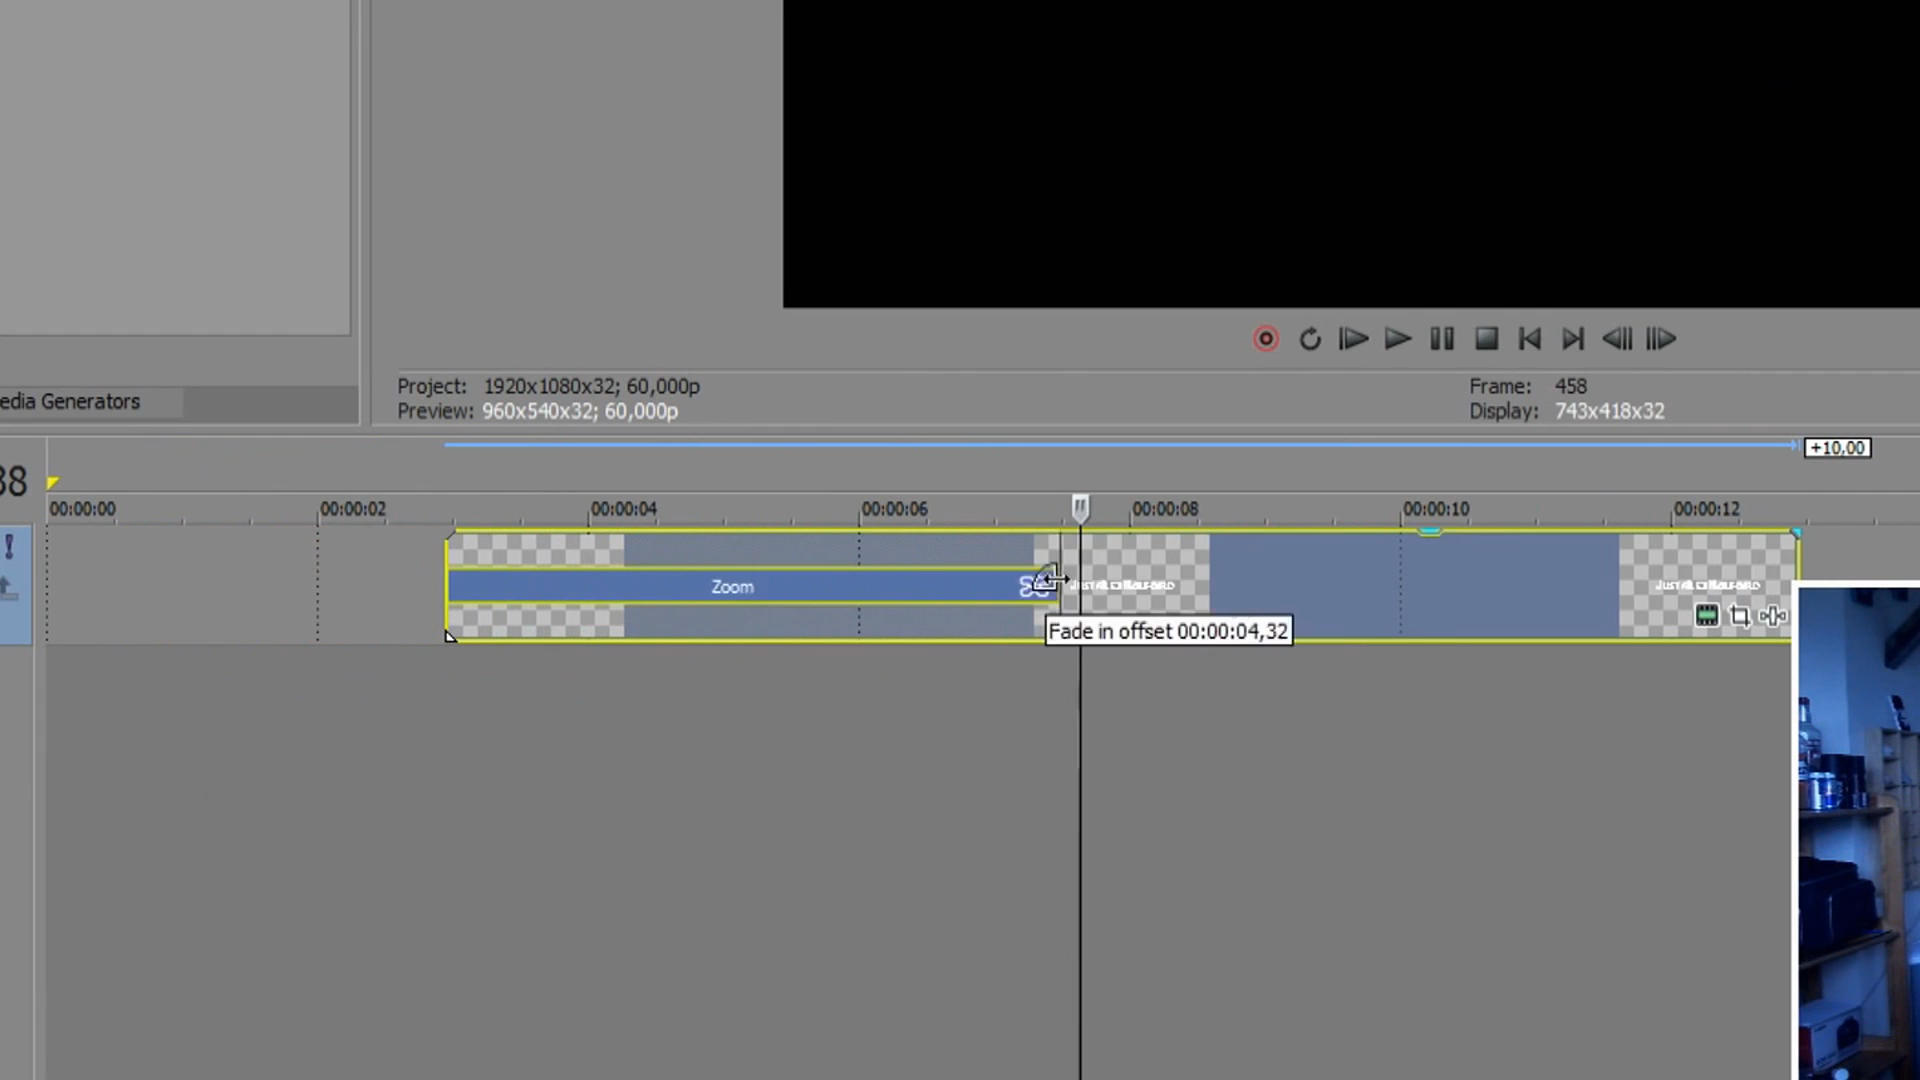 edia Generators
Project: 1920x1080x32; 60,000p
Preview: 960x540x32; 60,000p
Frame: 458
Display: 743x418x32
+10,00
38
00:00:00 00:00:02 00:00:04 00:00:06 00:00:08 00:00:10 00:00:12
Zoom
Fade in offset 00:00:04,32